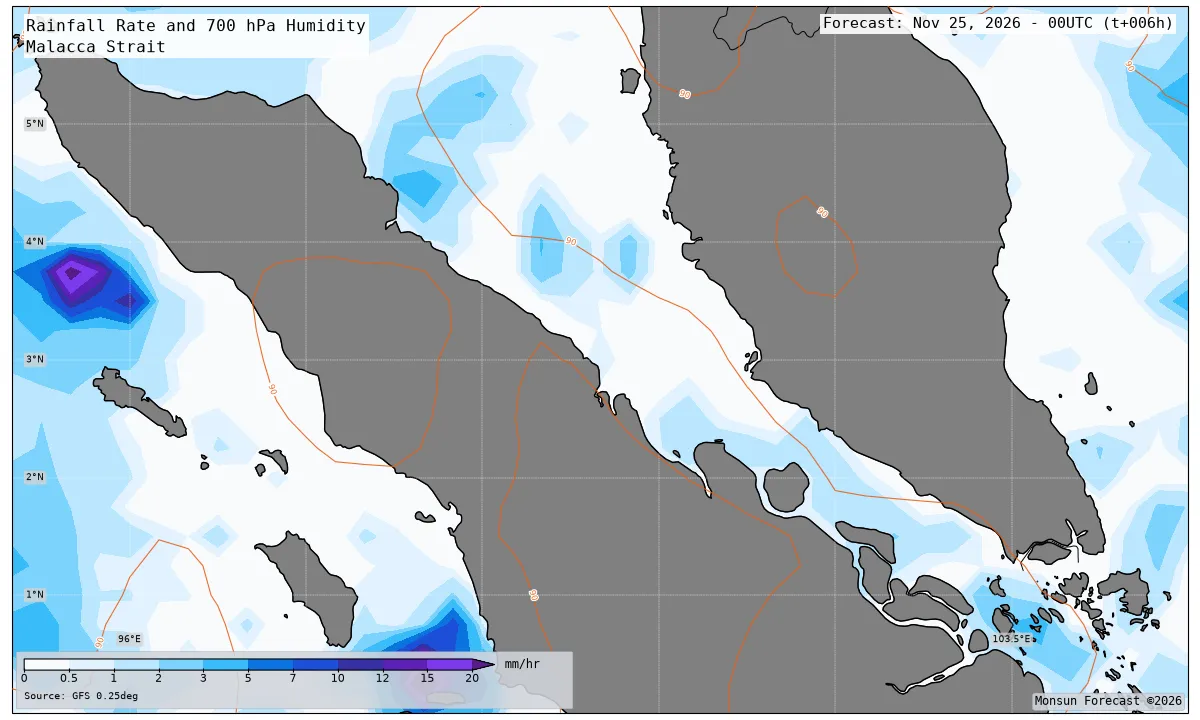 Rainfall Rate and 700 hPa Humidity
Malacca Strait
Forecast: Nov 25, 2026 - 00UTC (t+006h)
90
90
90
5°N
90
4°N
90
3°N
90
2°N
1°N
90
90
96°E
103.5°E
mm/hr
0 0.5 1 2 3 5 7 10 12 15 20
Source: GFS 0.25deg
Monsun Forecast ©2026